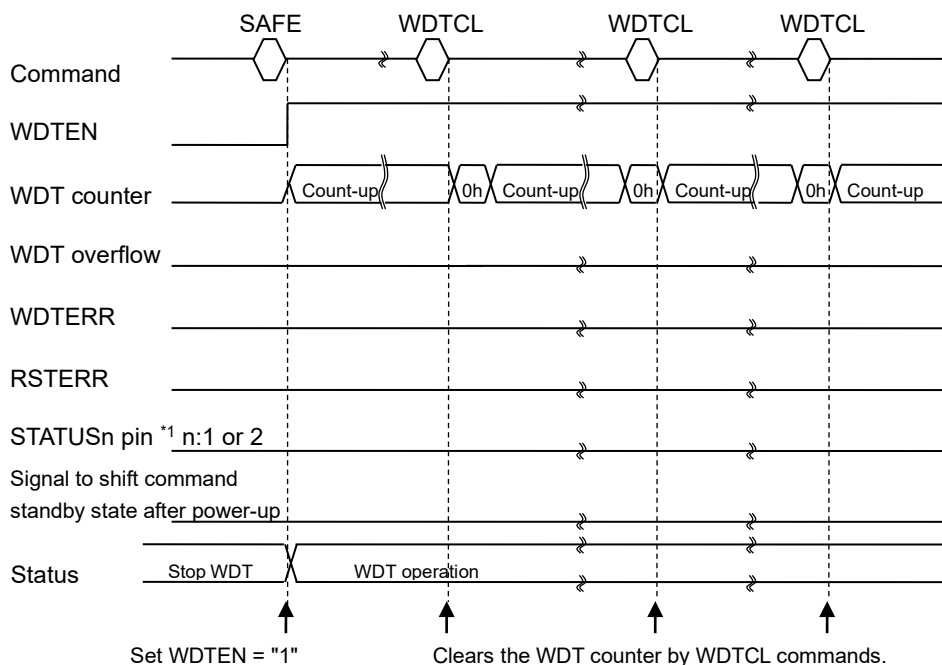 SAFE WDTCL WDTCL WDTCL
Command
WDTEN
WDT counter Count-up 0h Count-up 0h Count-up 0h Count-up
WDT overflow
WDTERR
RSTERR
STATUSn pin *1 n:1 or 2
Signal to shift command
standby state after power-up
Status Stop WDT WDT operation
Set WDTEN = "1" Clears the WDT counter by WDTCL commands.